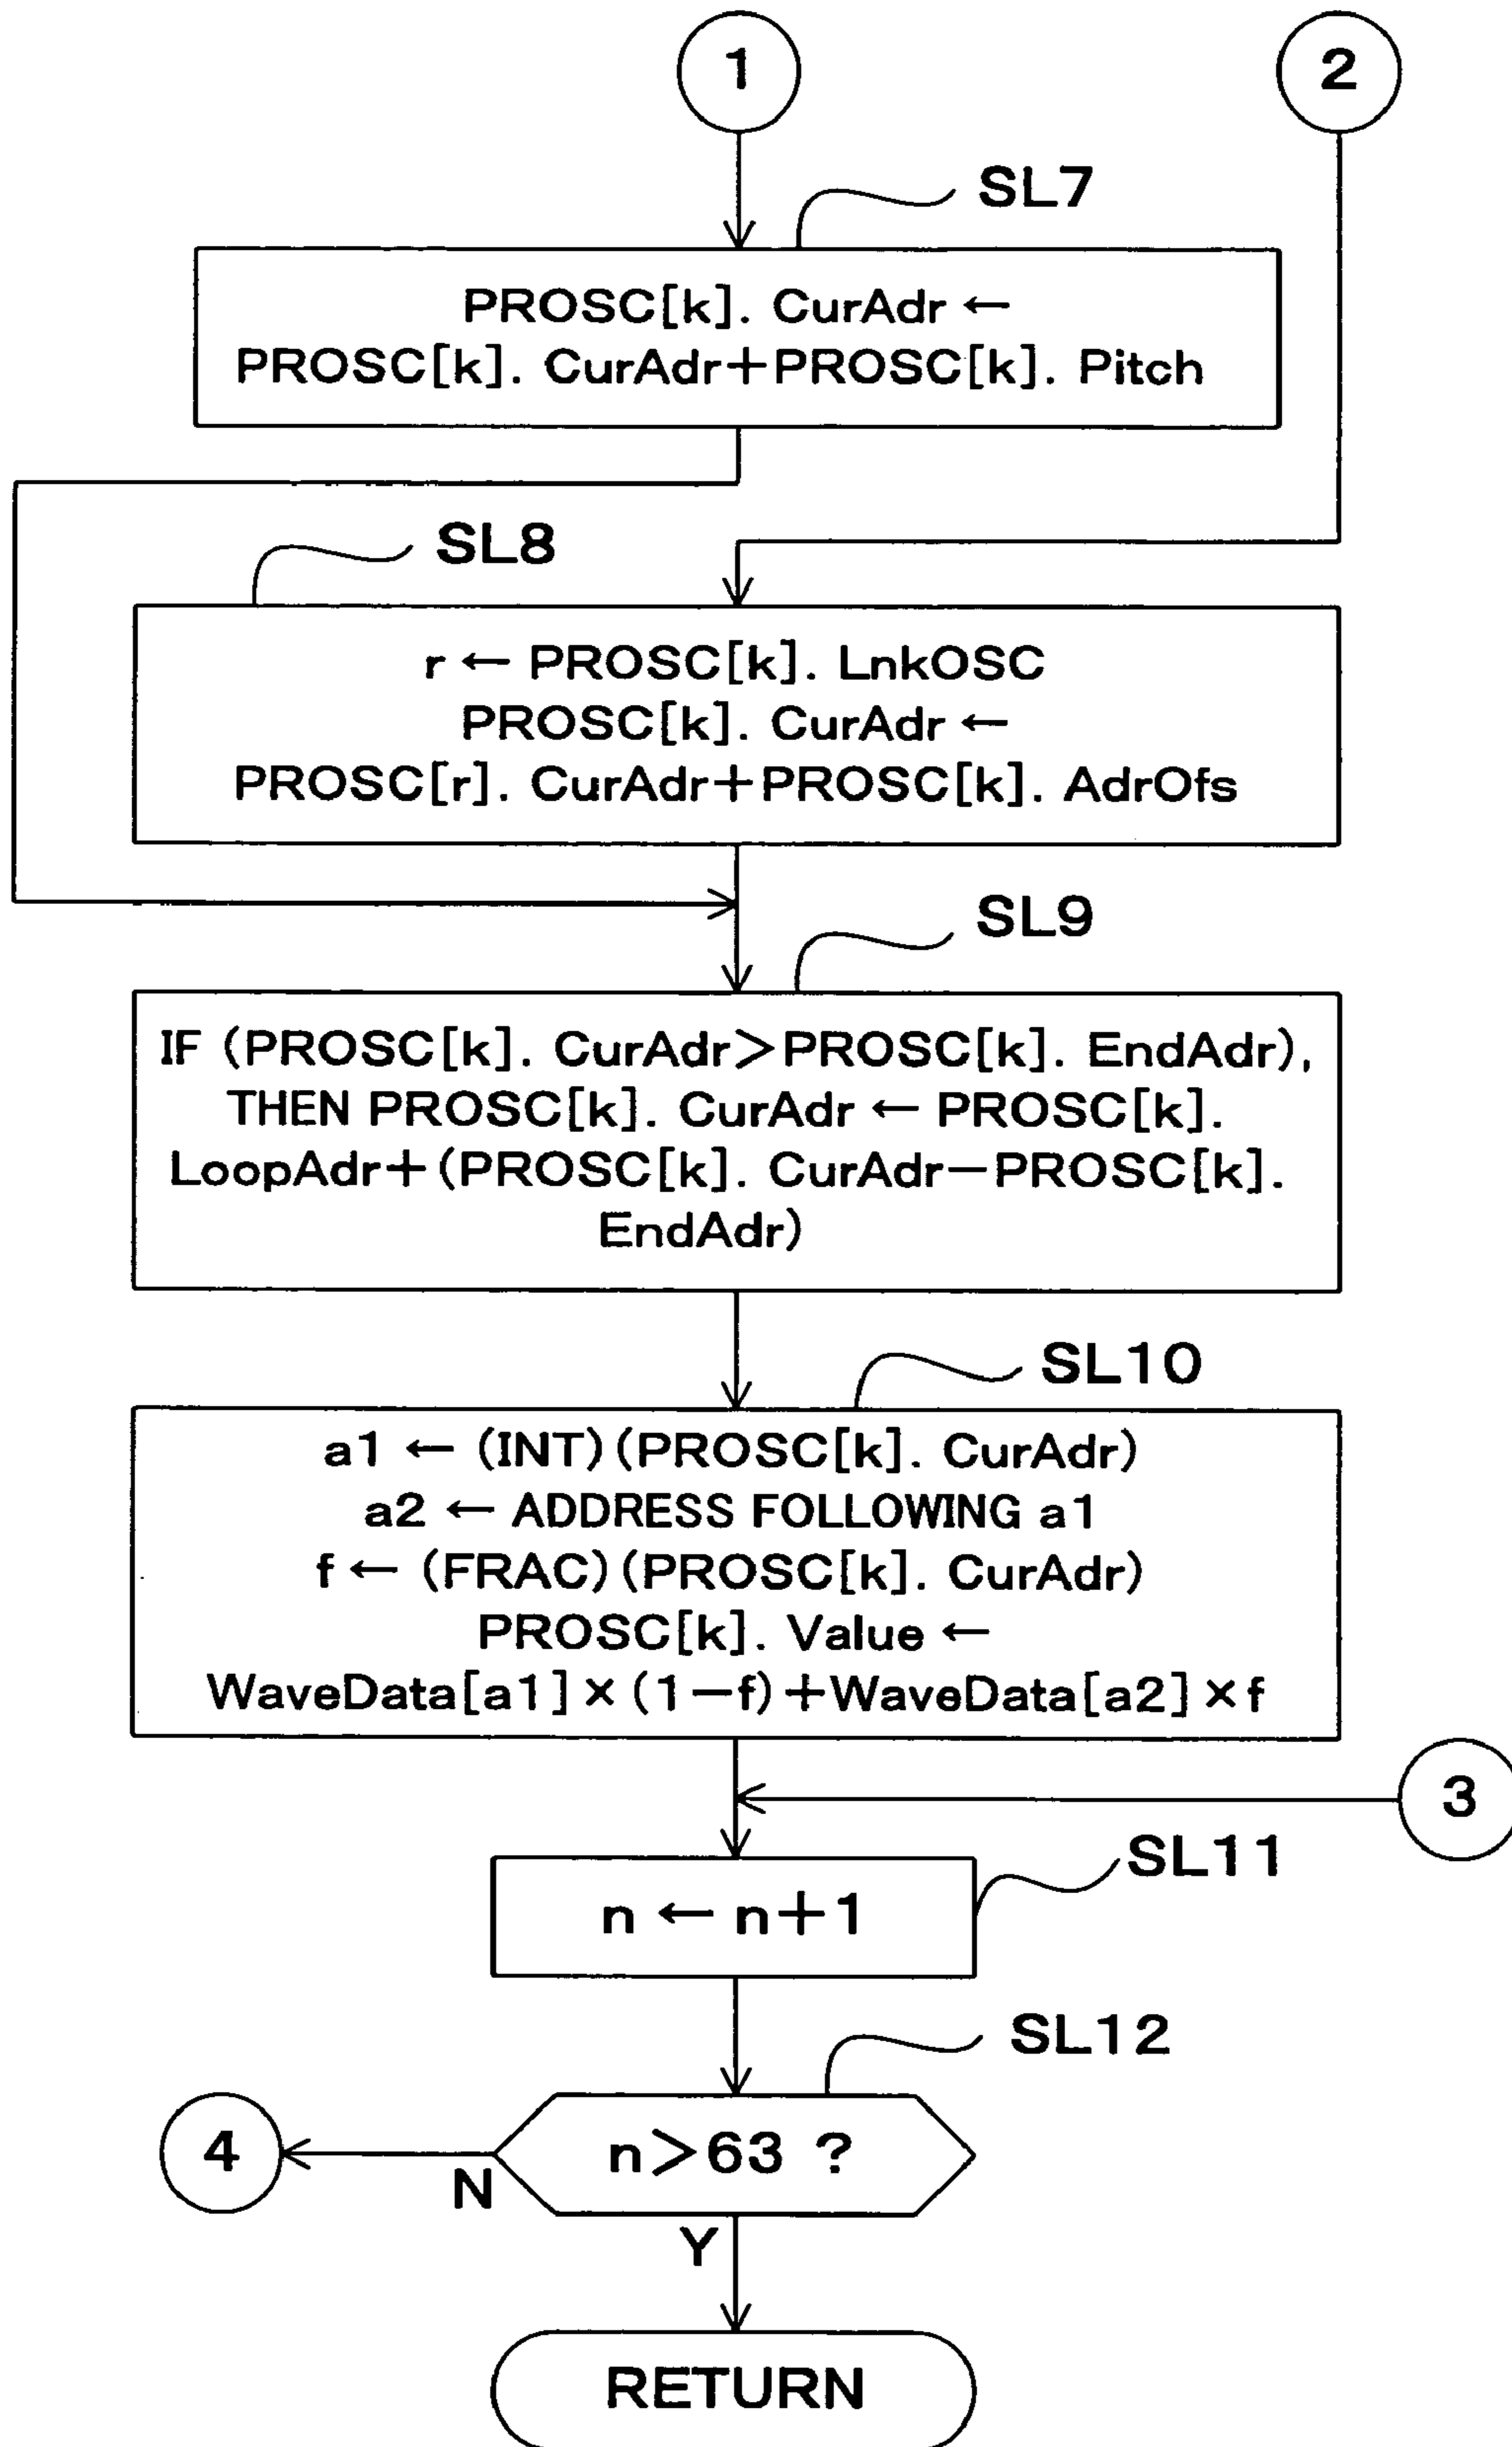 1
2
SL7
PROSC[k]. CurAdr ←
PROSC[k]. CurAdr+PROSC[k]. Pitch
SL8
r ← PROSC[k]. LnkOSC
PROSC[k]. CurAdr ←
PROSC[r]. CurAdr+PROSC[k]. AdrOfs
SL9
IF (PROSC[k]. CurAdr>PROSC[k]. EndAdr),
THEN PROSC[k]. CurAdr ← PROSC[k].
LoopAdr+(PROSC[k]. CurAdr−PROSC[k].
EndAdr)
SL10
a1 ← (INT)(PROSC[k]. CurAdr)
a2 ← ADDRESS FOLLOWING a1
f ← (FRAC)(PROSC[k]. CurAdr)
PROSC[k]. Value ←
WaveData[a1]×(1−f)+WaveData[a2]×f
3
SL11
n ← n+1
SL12
n>63 ?
4
N
Y
RETURN